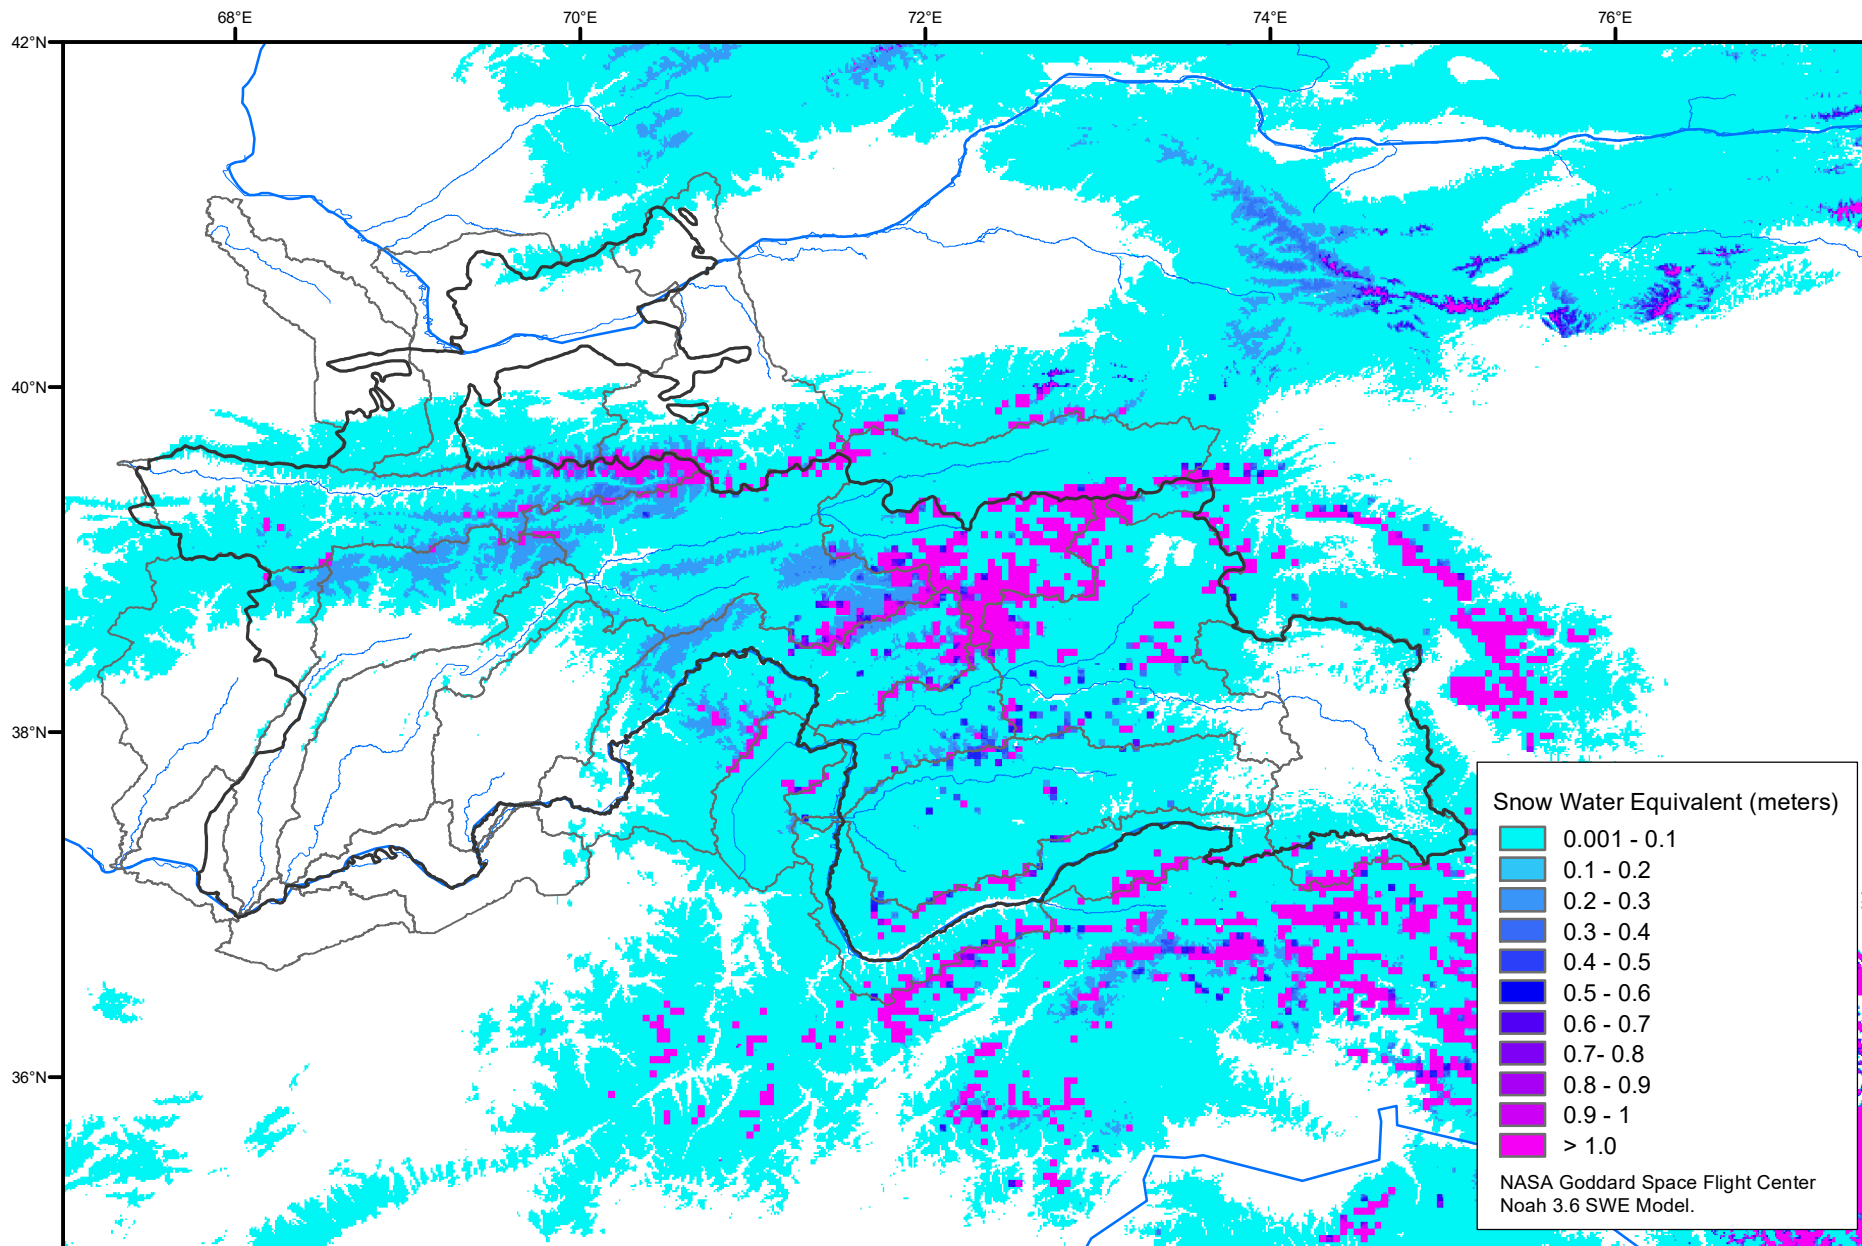 68°E 70°E 72°E 74°E 76°E
42°N
40°N
38°N
36°N
Snow Water Equivalent (meters)
0.001 - 0.1
0.1 - 0.2
0.2 - 0.3
0.3 - 0.4
0.4 - 0.5
0.5 - 0.6
0.6 - 0.7
0.7- 0.8
0.8 - 0.9
0.9 - 1
> 1.0
NASA Goddard Space Flight Center
Noah 3.6 SWE Model.